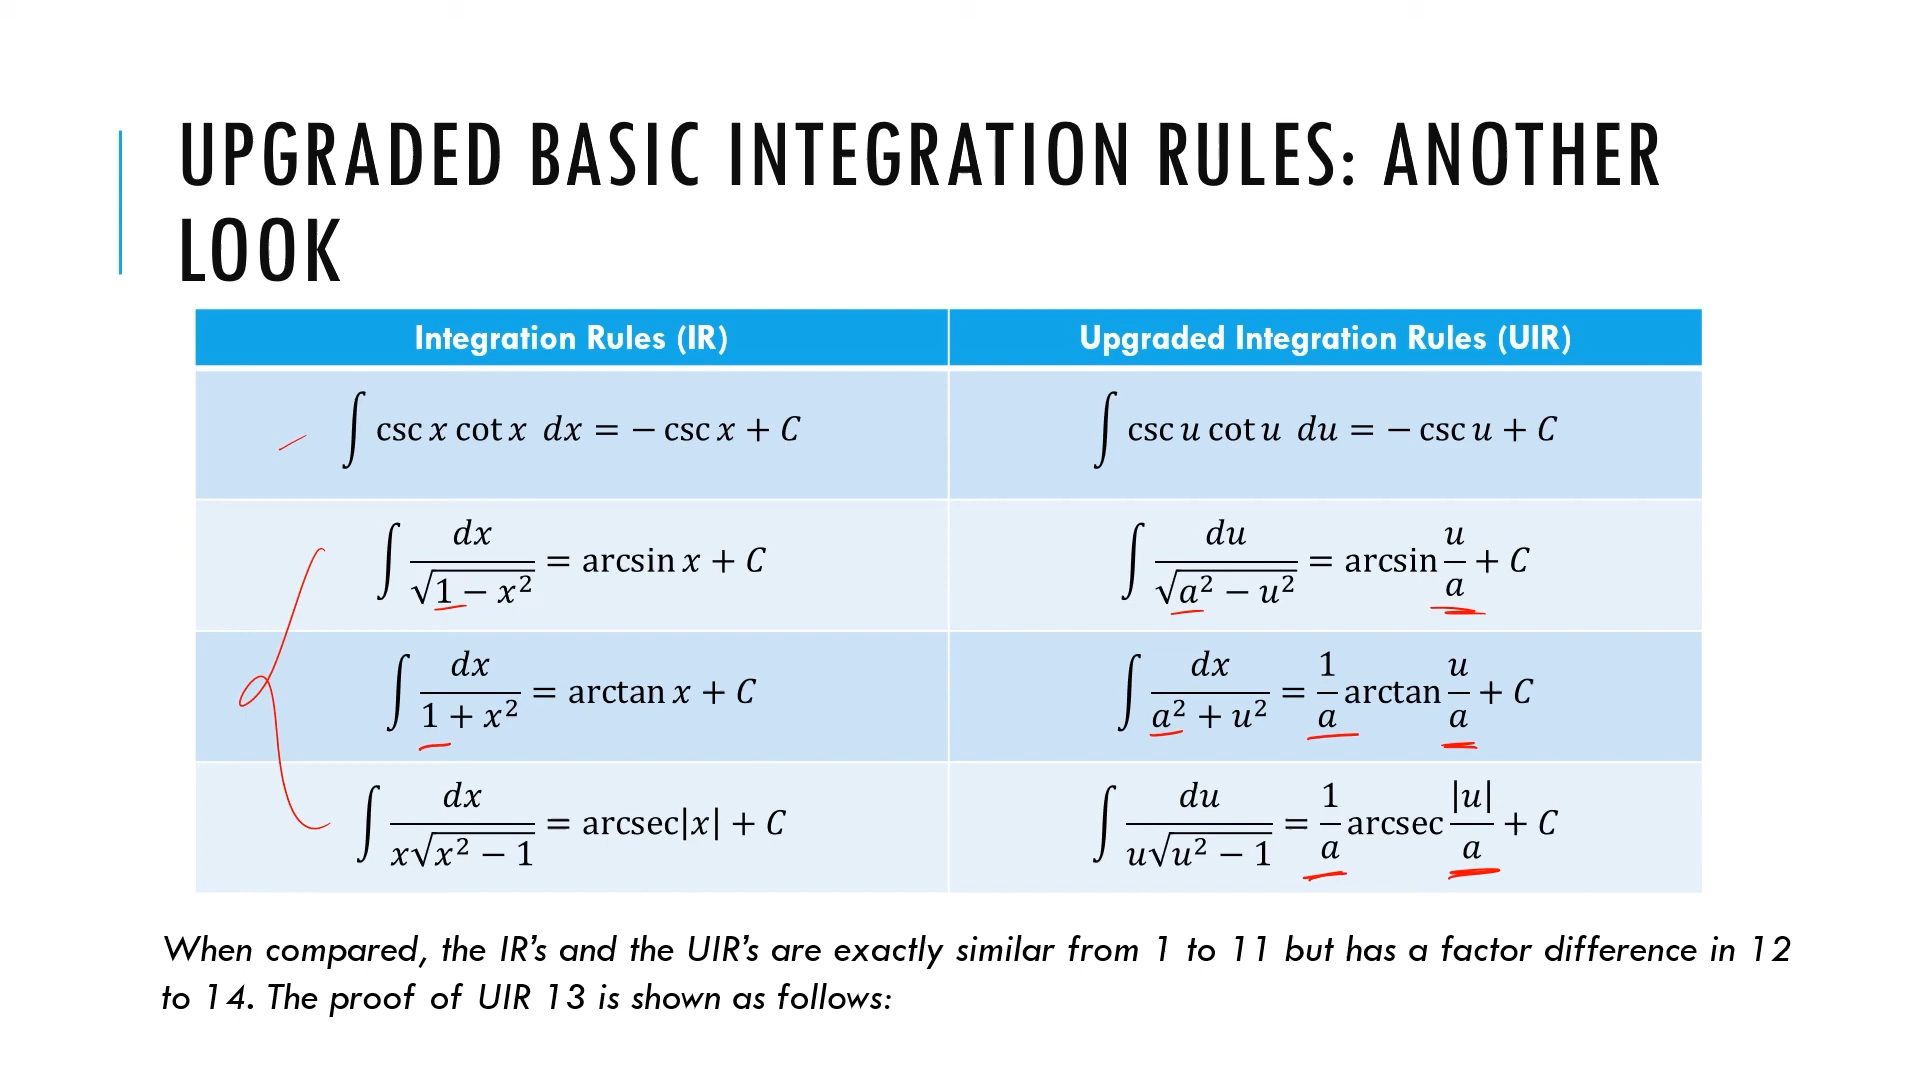 UPGRADED BASIC INTEGRATION RULES: ANOTHER
LOOK
Integration Rules (IR) Upgraded Integration Rules (UIR)
∫ csc x cot x dx = − csc x + C ∫ csc u cot u du = − csc u + C
∫ dx/√(1 − x²) = arcsin x + C ∫ du/√(a² − u²) = arcsin u/a + C
∫ dx/(1 + x²) = arctan x + C ∫ dx/(a² + u²) = 1/a arctan u/a + C
∫ dx/(x√(x² − 1)) = arcsec|x| + C ∫ du/(u√(u² − 1)) = 1/a arcsec |u|/a + C
When compared, the IR’s and the UIR’s are exactly similar from 1 to 11 but has a factor difference in 12
to 14. The proof of UIR 13 is shown as follows: